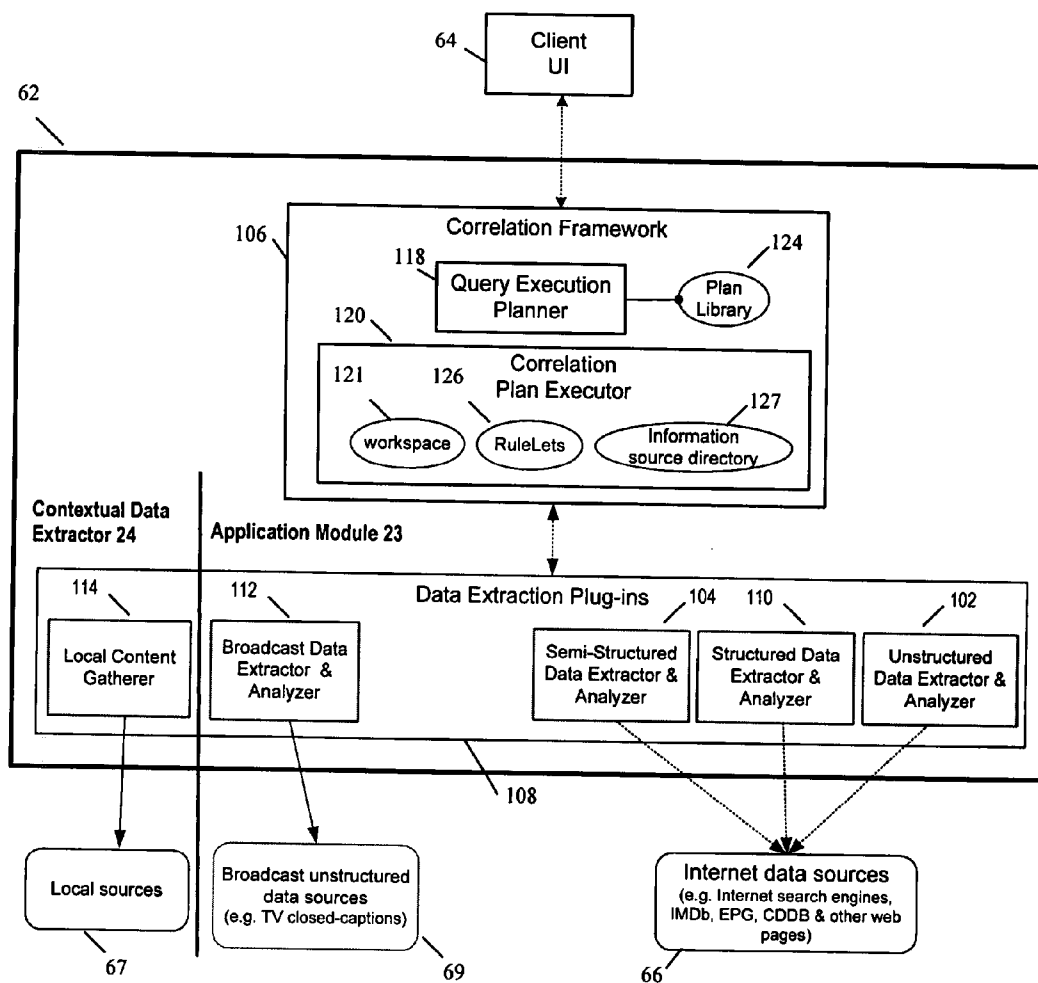 64
Client
UI
62
106
Correlation Framework
118
124
Query Execution
Planner
Plan
Library
120
Correlation
Plan Executor
121
126
127
workspace
RuleLets
Information
source directory
Contextual Data
Extractor 24
Application Module 23
114
112
Data Extraction Plug-ins
104
110
102
Local Content
Gatherer
Broadcast Data
Extractor &
Analyzer
Semi-Structured
Data Extractor &
Analyzer
Structured Data
Extractor &
Analyzer
Unstructured
Data Extractor &
Analyzer
108
Local sources
Broadcast unstructured
data sources
(e.g. TV closed-captions)
Internet data sources
(e.g. Internet search engines,
IMDb, EPG, CDDB & other web
pages)
67
69
66